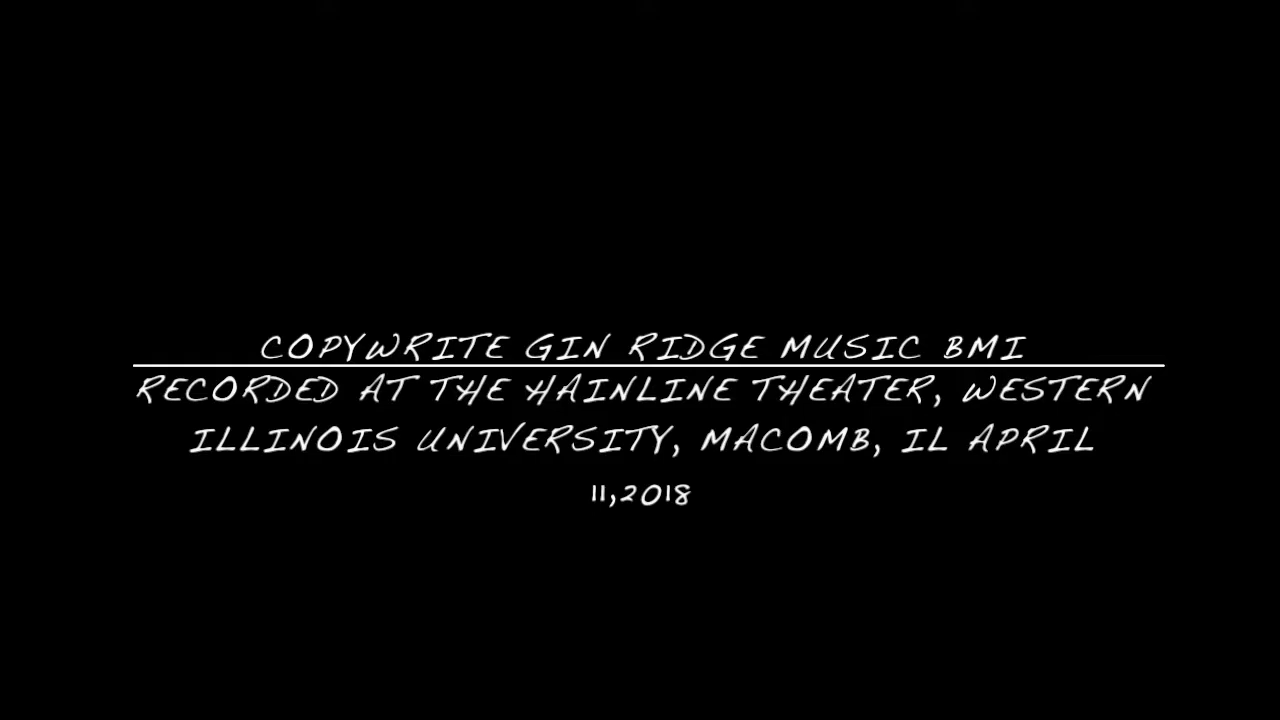 COPYWRITE GIN RIDGE MUSIC BMI
RECORDED AT THE HAINLINE THEATER, WESTERN
ILLINOIS UNIVERSITY, MACOMB, IL APRIL
11,2018